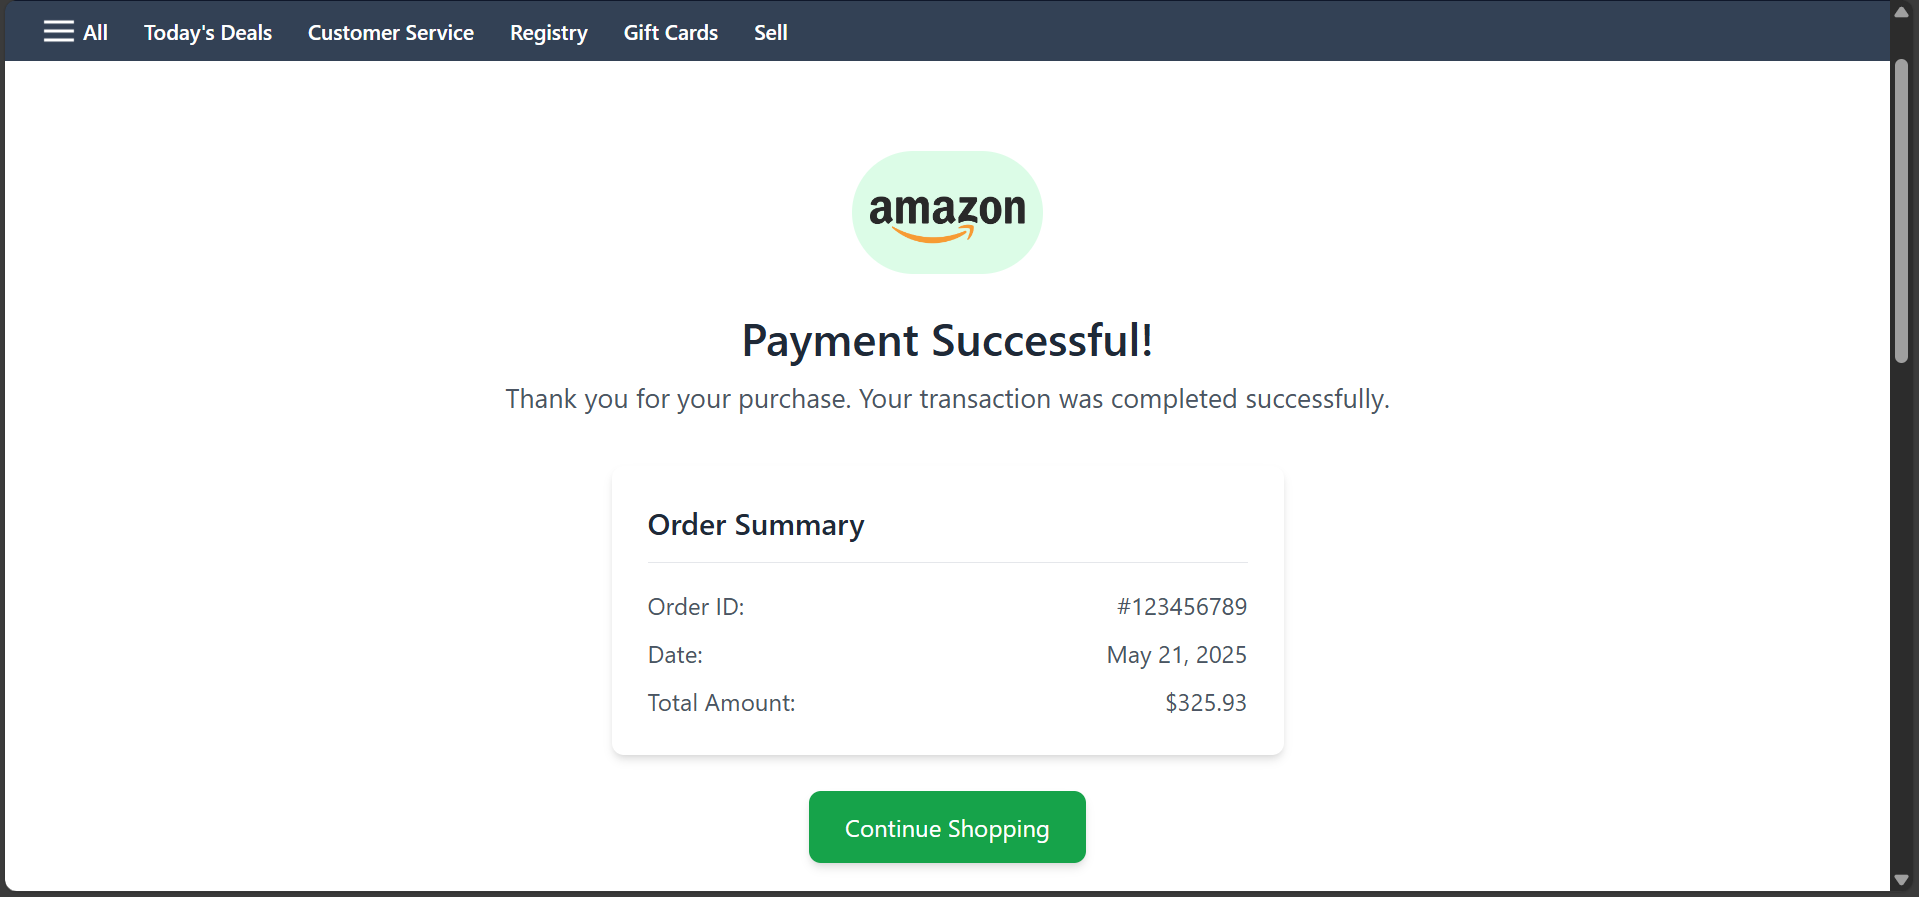 All Today's Deals Customer Service Registry Gift Cards Sell
amazon
Payment Successful!
Thank you for your purchase. Your transaction was completed successfully.
Order Summary
Order ID: #123456789
Date: May 21, 2025
Total Amount: $325.93
Continue Shopping